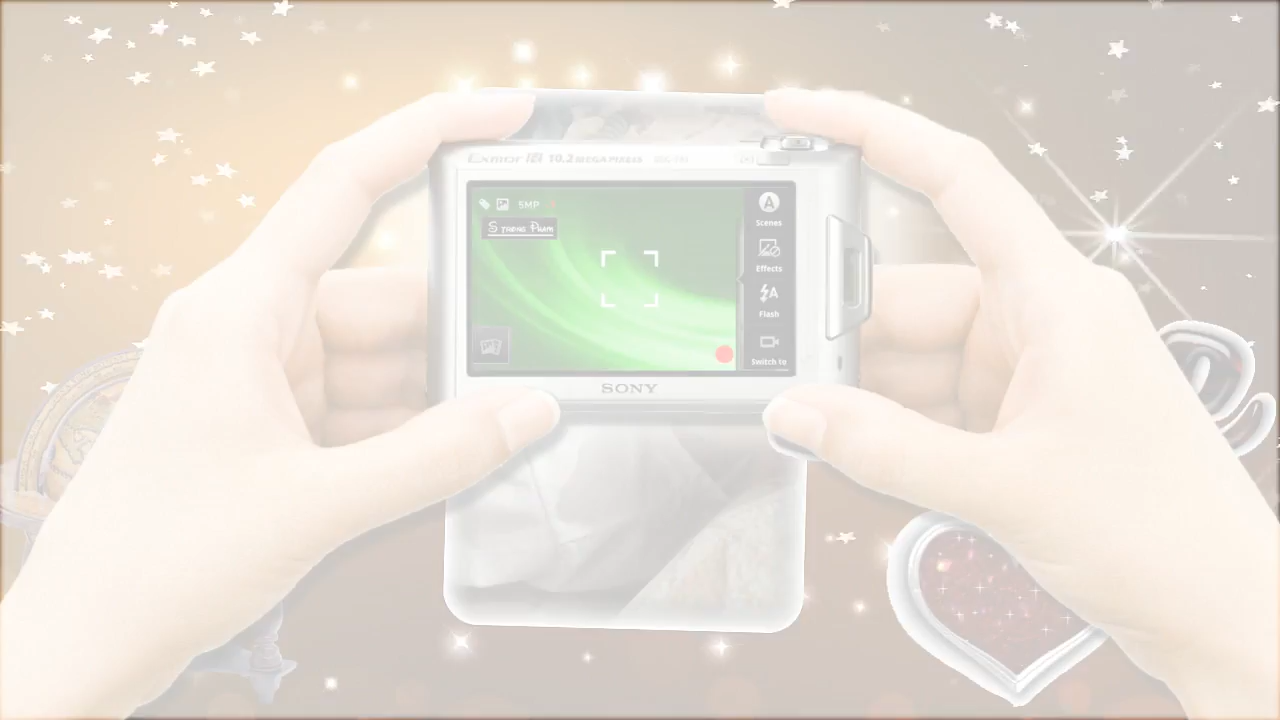 Exmor R 10.2 MEGA PIXELS
5MP
A
Scenes
Effects
A
Flash
Switch to
SONY